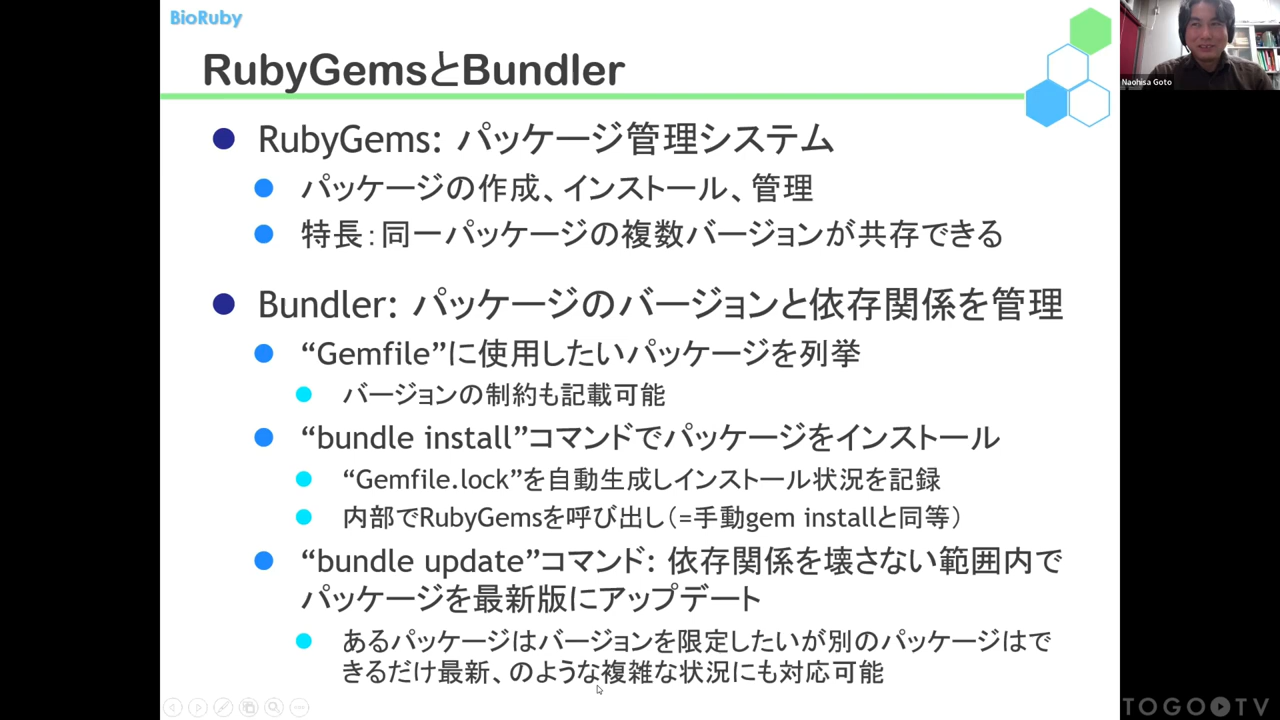 BioRuby
RubyGemsとBundler
RubyGems: パッケージ管理システム
パッケージの作成、インストール、管理
特長：同一パッケージの複数バージョンが共存できる
Bundler: パッケージのバージョンと依存関係を管理
“Gemfile”に使用したいパッケージを列挙
バージョンの制約も記載可能
“bundle install”コマンドでパッケージをインストール
“Gemfile.lock”を自動生成しインストール状況を記録
内部でRubyGemsを呼び出し（=手動gem installと同等）
“bundle update”コマンド: 依存関係を壊さない範囲内で
パッケージを最新版にアップデート
あるパッケージはバージョンを限定したいが別のパッケージはで
きるだけ最新、のような複雑な状況にも対応可能
Naohisa Goto
TOGO TV